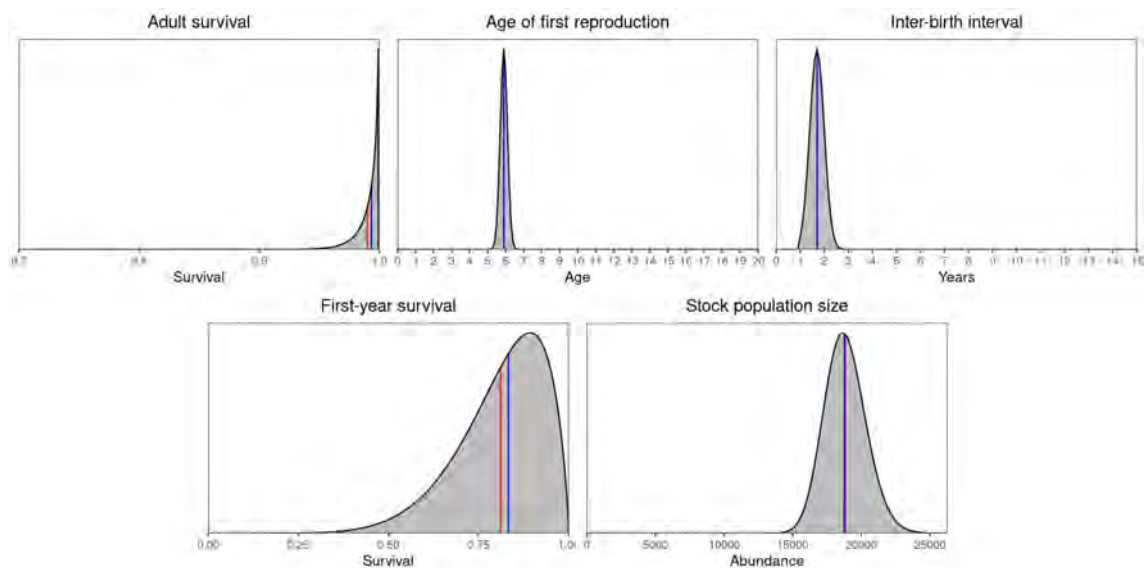 Adult survival
Age of first reproduction
Inter-birth interval
0.7 0.8 0.9 1.0
0 1 2 3 4 5 6 7 8 9 10 11 12 13 14 15 16 17 18 19 20
0 1 2 3 4 5 6 7 8 9 10 11 12 13 14 15
Survival
Age
Years
First-year survival
Stock population size
0.00 0.25 0.50 0.75 1.0
0 5000 10000 15000 20000 25000
Survival
Abundance